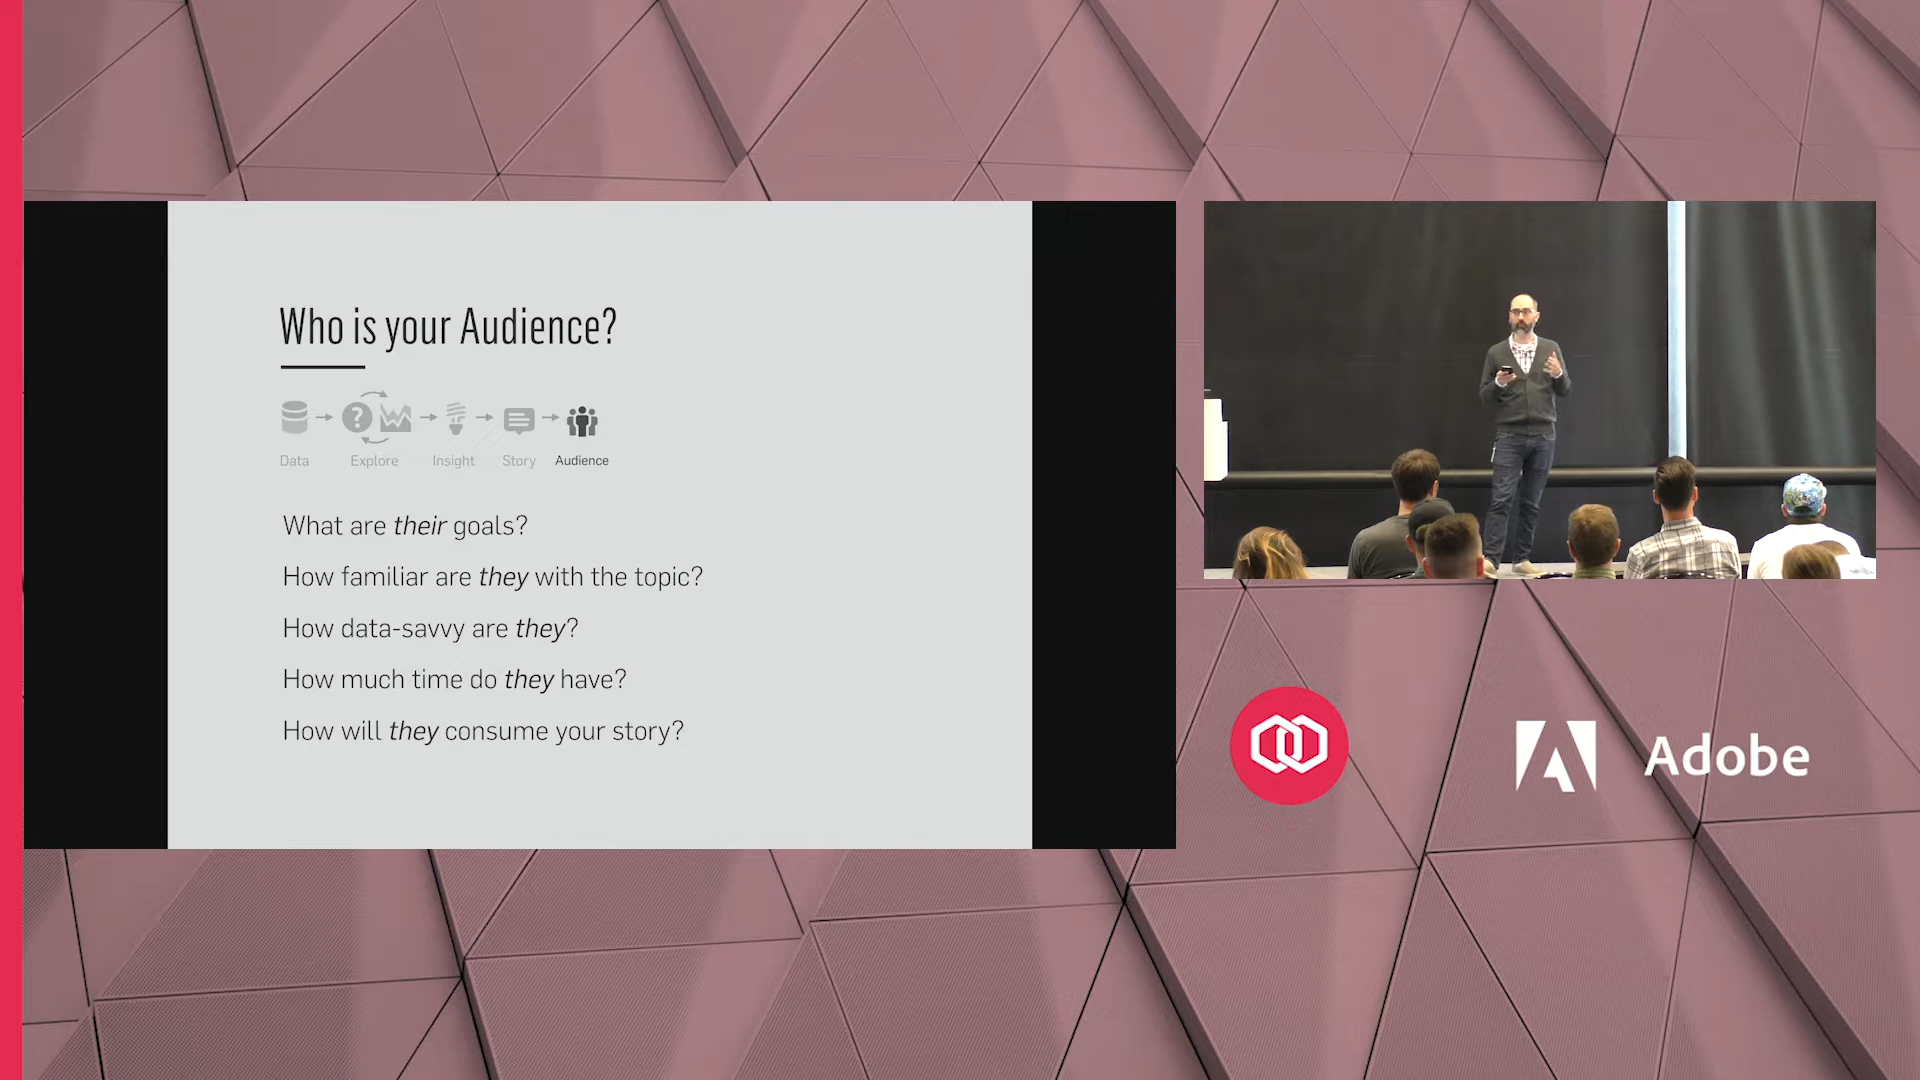 Who is your Audience?
Data Explore Insight Story Audience
What are their goals?
How familiar are they with the topic?
How data-savvy are they?
How much time do they have?
How will they consume your story?
Adobe